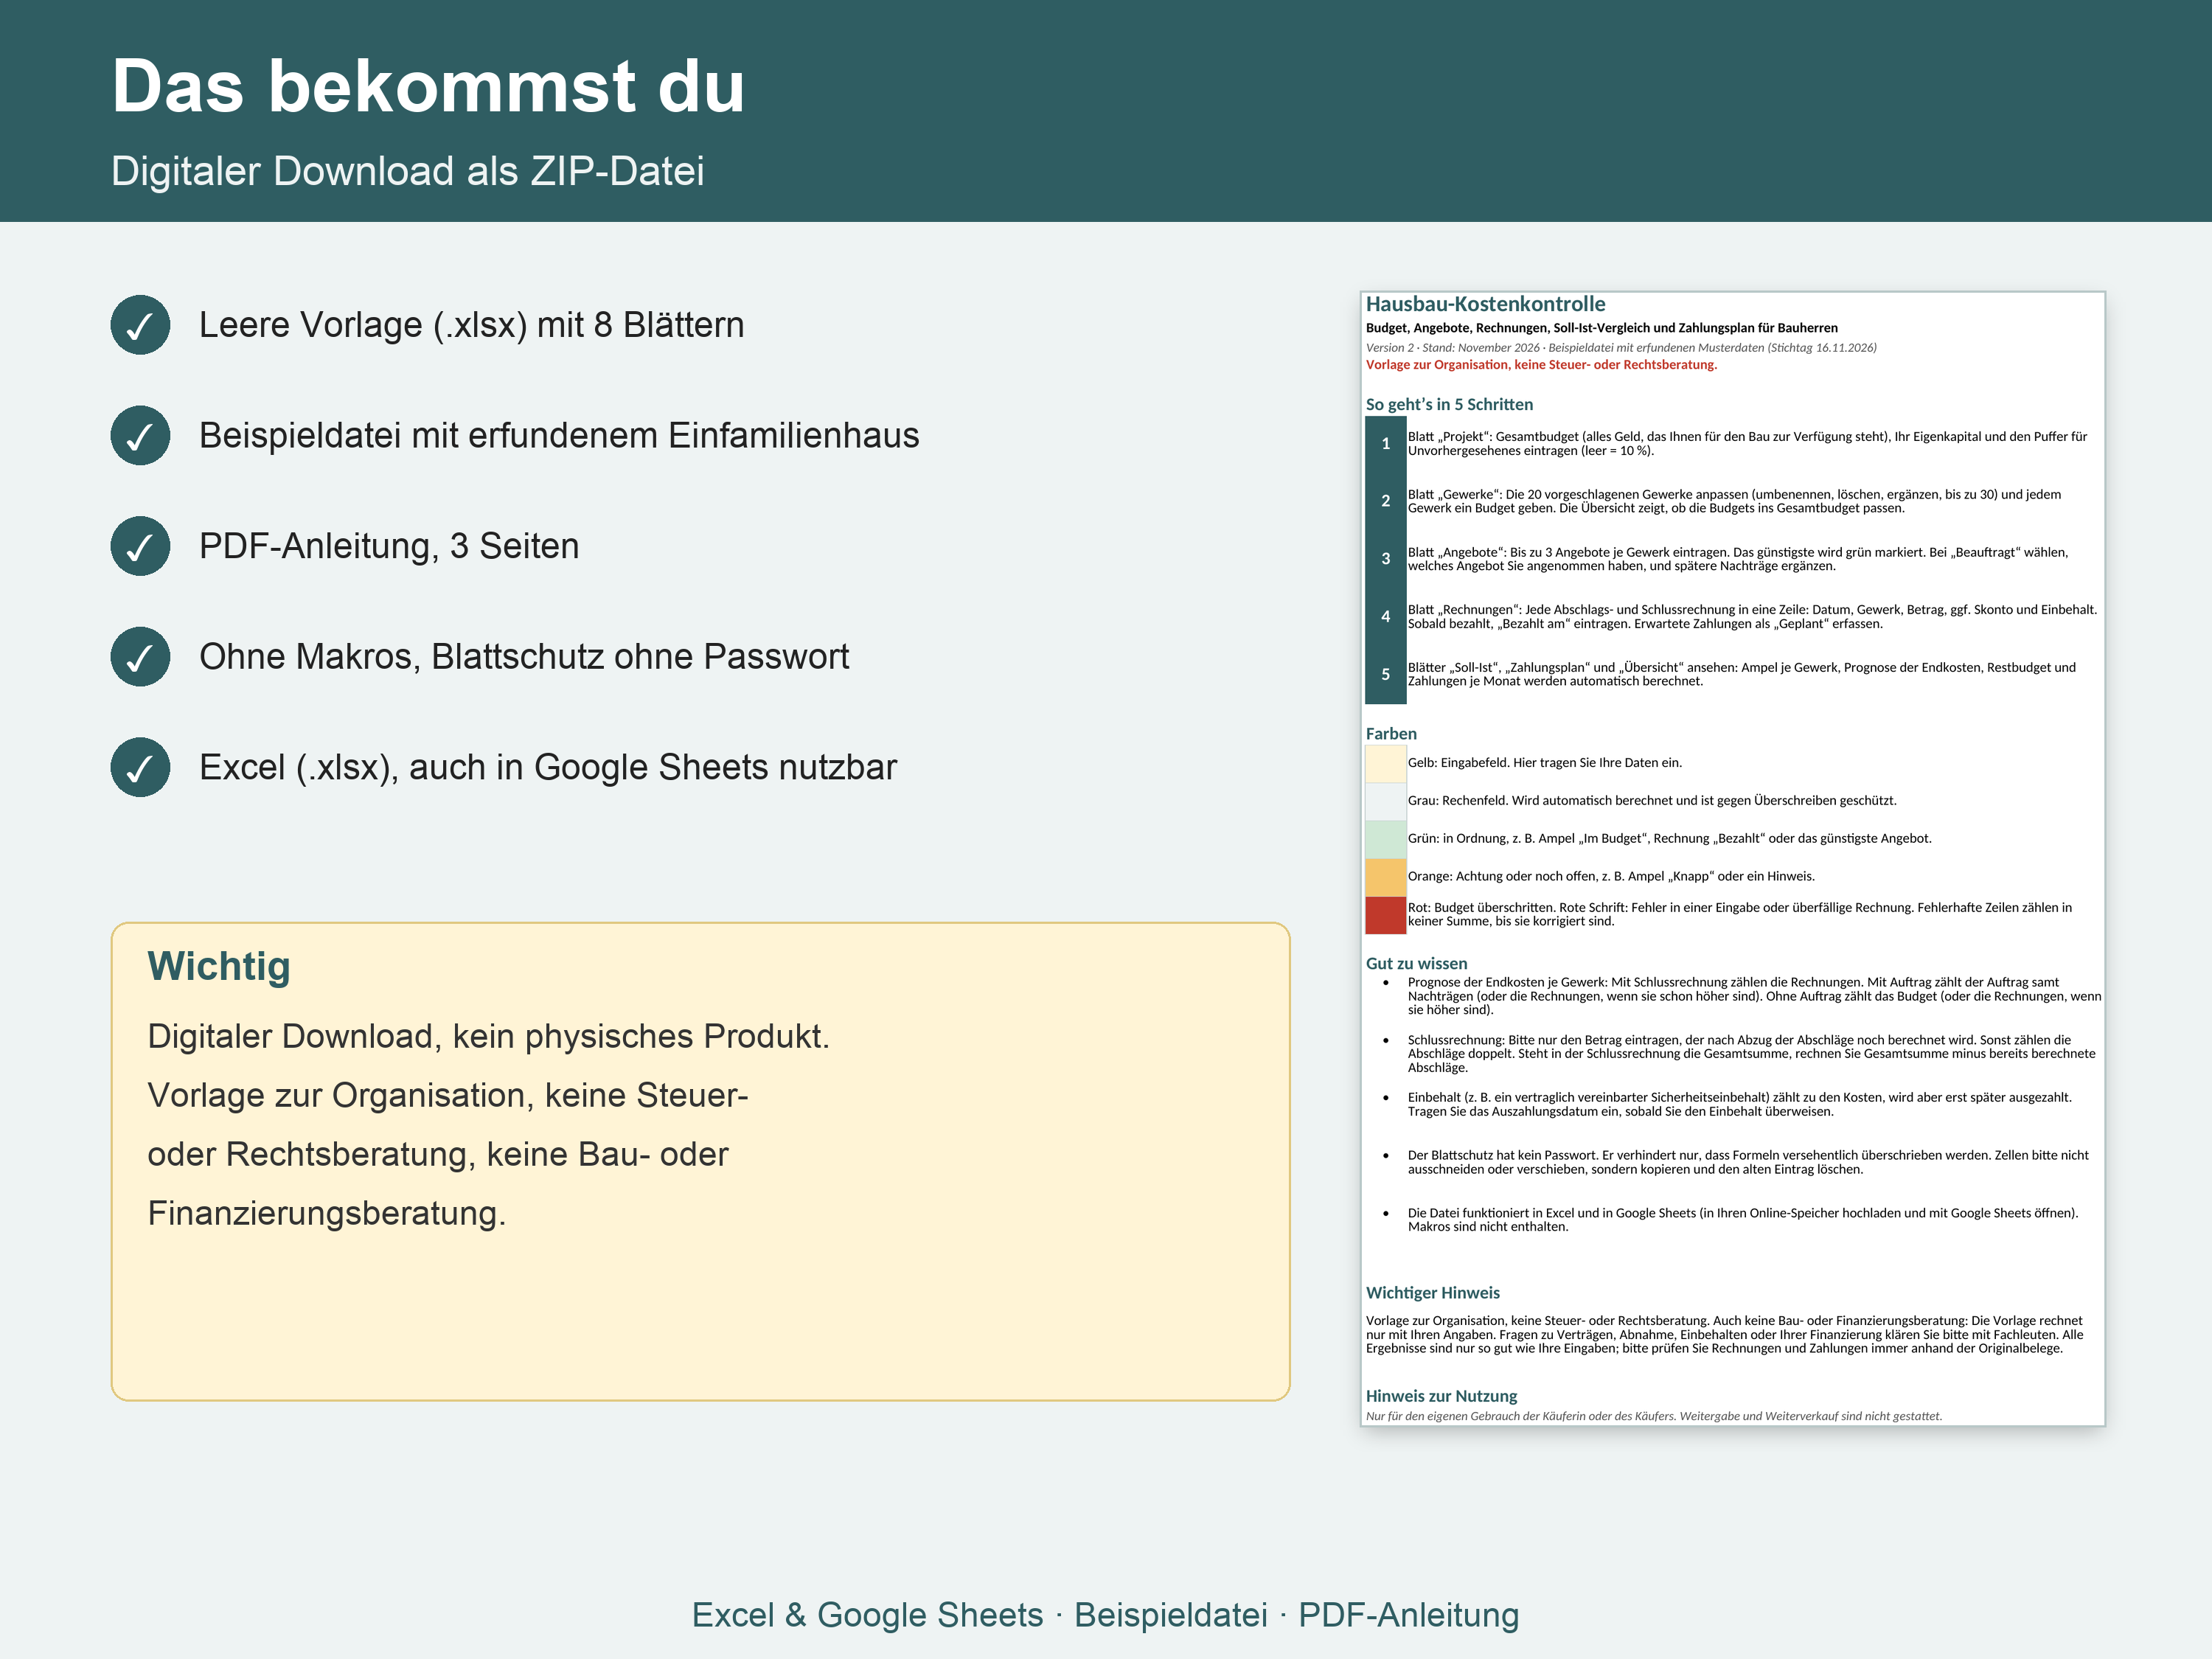 Das bekommst du
Digitaler Download als ZIP-Datei
✓ Leere Vorlage (.xlsx) mit 8 Blättern
✓ Beispieldatei mit erfundenem Einfamilienhaus
✓ PDF-Anleitung, 3 Seiten
✓ Ohne Makros, Blattschutz ohne Passwort
✓ Excel (.xlsx), auch in Google Sheets nutzbar
Wichtig
Digitaler Download, kein physisches Produkt.
Vorlage zur Organisation, keine Steuer-
oder Rechtsberatung, keine Bau- oder
Finanzierungsberatung.
Hausbau-Kostenkontrolle
Budget, Angebote, Rechnungen, Soll-Ist-Vergleich und Zahlungsplan für Bauherren
Version 2 · Stand: November 2026 · Beispieldatei mit erfundenen Musterdaten (Stichtag 16.11.2026)
Vorlage zur Organisation, keine Steuer- oder Rechtsberatung.
So geht’s in 5 Schritten
1 Blatt „Projekt“: Gesamtbudget (alles Geld, das Ihnen für den Bau zur Verfügung steht), Ihr Eigenkapital und den Puffer für
Unvorhergesehenes eintragen (leer = 10 %).
2 Blatt „Gewerke“: Die 20 vorgeschlagenen Gewerke anpassen (umbenennen, löschen, ergänzen, bis zu 30) und jedem
Gewerk ein Budget geben. Die Übersicht zeigt, ob die Budgets ins Gesamtbudget passen.
3 Blatt „Angebote“: Bis zu 3 Angebote je Gewerk eintragen. Das günstigste wird grün markiert. Bei „Beauftragt“ wählen,
welches Angebot Sie angenommen haben, und spätere Nachträge ergänzen.
4 Blatt „Rechnungen“: Jede Abschlags- und Schlussrechnung in eine Zeile: Datum, Gewerk, Betrag, ggf. Skonto und Einbehalt.
Sobald bezahlt, „Bezahlt am“ eintragen. Erwartete Zahlungen als „Geplant“ erfassen.
5 Blätter „Soll-Ist“, „Zahlungsplan“ und „Übersicht“ ansehen: Ampel je Gewerk, Prognose der Endkosten, Restbudget und
Zahlungen je Monat werden automatisch berechnet.
Farben
Gelb: Eingabefeld. Hier tragen Sie Ihre Daten ein.
Grau: Rechenfeld. Wird automatisch berechnet und ist gegen Überschreiben geschützt.
Grün: in Ordnung, z. B. Ampel „Im Budget“, Rechnung „Bezahlt“ oder das günstigste Angebot.
Orange: Achtung oder noch offen, z. B. Ampel „Knapp“ oder ein Hinweis.
Rot: Budget überschritten. Rote Schrift: Fehler in einer Eingabe oder überfällige Rechnung. Fehlerhafte Zeilen zählen in
keiner Summe, bis sie korrigiert sind.
Gut zu wissen
• Prognose der Endkosten je Gewerk: Mit Schlussrechnung zählen die Rechnungen. Mit Auftrag zählt der Auftrag samt
Nachträgen (oder die Rechnungen, wenn sie schon höher sind). Ohne Auftrag zählt das Budget (oder die Rechnungen, wenn
sie höher sind).
• Schlussrechnung: Bitte nur den Betrag eintragen, der nach Abzug der Abschläge noch berechnet wird. Sonst zählen die
Abschläge doppelt. Steht in der Schlussrechnung die Gesamtsumme, rechnen Sie Gesamtsumme minus bereits berechnete
Abschläge.
• Einbehalt (z. B. ein vertraglich vereinbarter Sicherheitseinbehalt) zählt zu den Kosten, wird aber erst später ausgezahlt.
Tragen Sie das Auszahlungsdatum ein, sobald Sie den Einbehalt überweisen.
• Der Blattschutz hat kein Passwort. Er verhindert nur, dass Formeln versehentlich überschrieben werden. Zellen bitte nicht
ausschneiden oder verschieben, sondern kopieren und den alten Eintrag löschen.
• Die Datei funktioniert in Excel und in Google Sheets (in Ihren Online-Speicher hochladen und mit Google Sheets öffnen).
Makros sind nicht enthalten.
Wichtiger Hinweis
Vorlage zur Organisation, keine Steuer- oder Rechtsberatung. Auch keine Bau- oder Finanzierungsberatung: Die Vorlage rechnet
nur mit Ihren Angaben. Fragen zu Verträgen, Abnahme, Einbehalten oder Ihrer Finanzierung klären Sie bitte mit Fachleuten. Alle
Ergebnisse sind nur so gut wie Ihre Eingaben; bitte prüfen Sie Rechnungen und Zahlungen immer anhand der Originalbelege.
Hinweis zur Nutzung
Nur für den eigenen Gebrauch der Käuferin oder des Käufers. Weitergabe und Weiterverkauf sind nicht gestattet.
Excel & Google Sheets · Beispieldatei · PDF-Anleitung